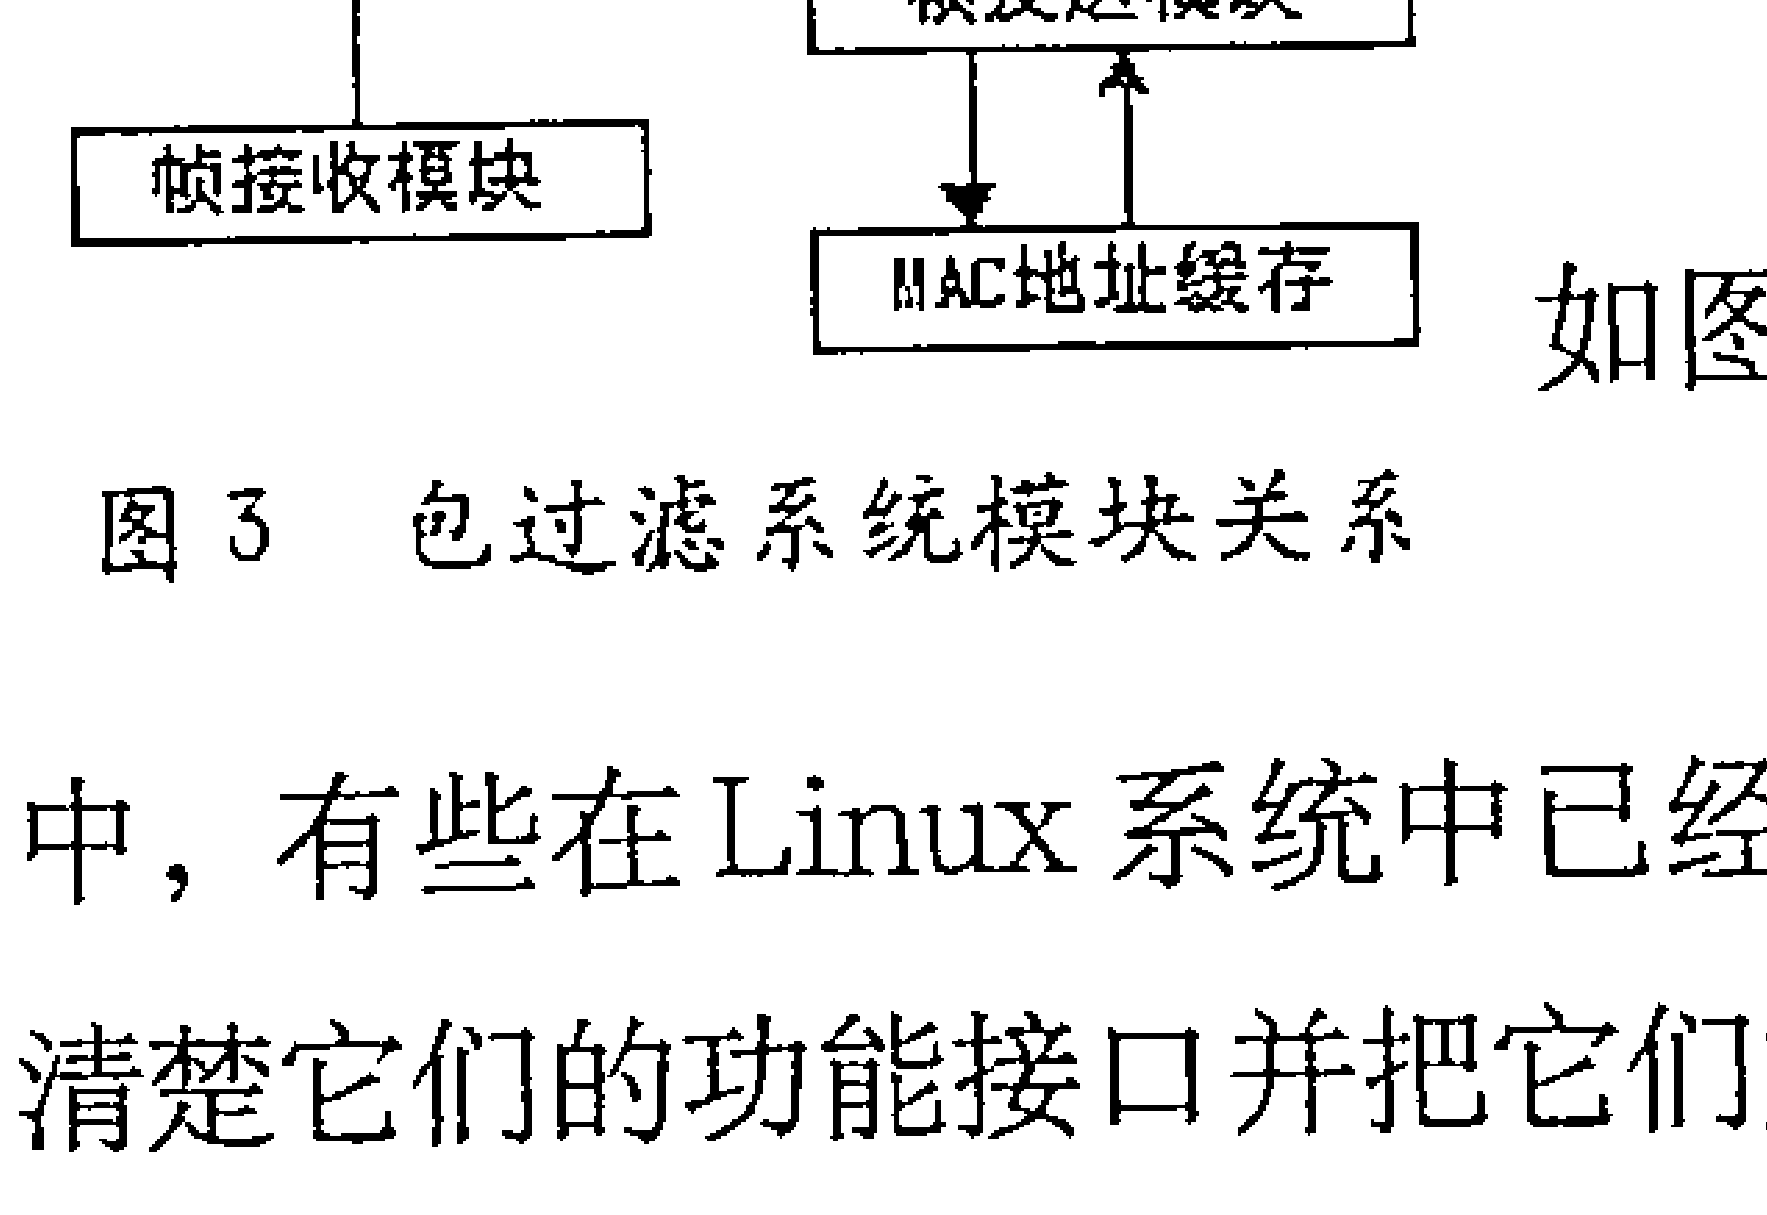 模块
帧接收模块
MAC地址缓存
如图
图 3 包过滤系统模块关系
中，有些在Linux系统中已经
清楚它们的功能接口并把它们